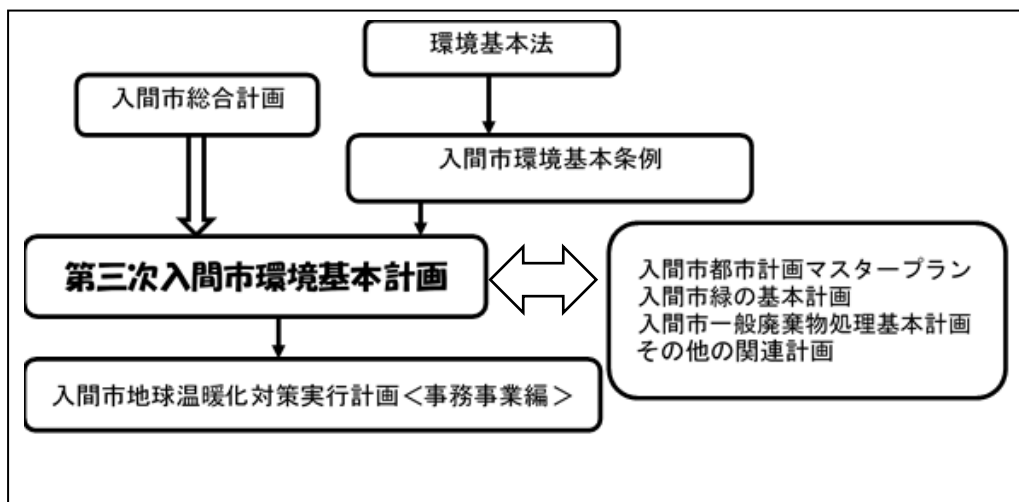 環境基本法
入間市総合計画
入間市環境基本条例
第三次入間市環境基本計画
入間市都市計画マスタープラン
入間市緑の基本計画
入間市一般廃棄物処理基本計画
その他の関連計画
入間市地球温暖化対策実行計画＜事務事業編＞